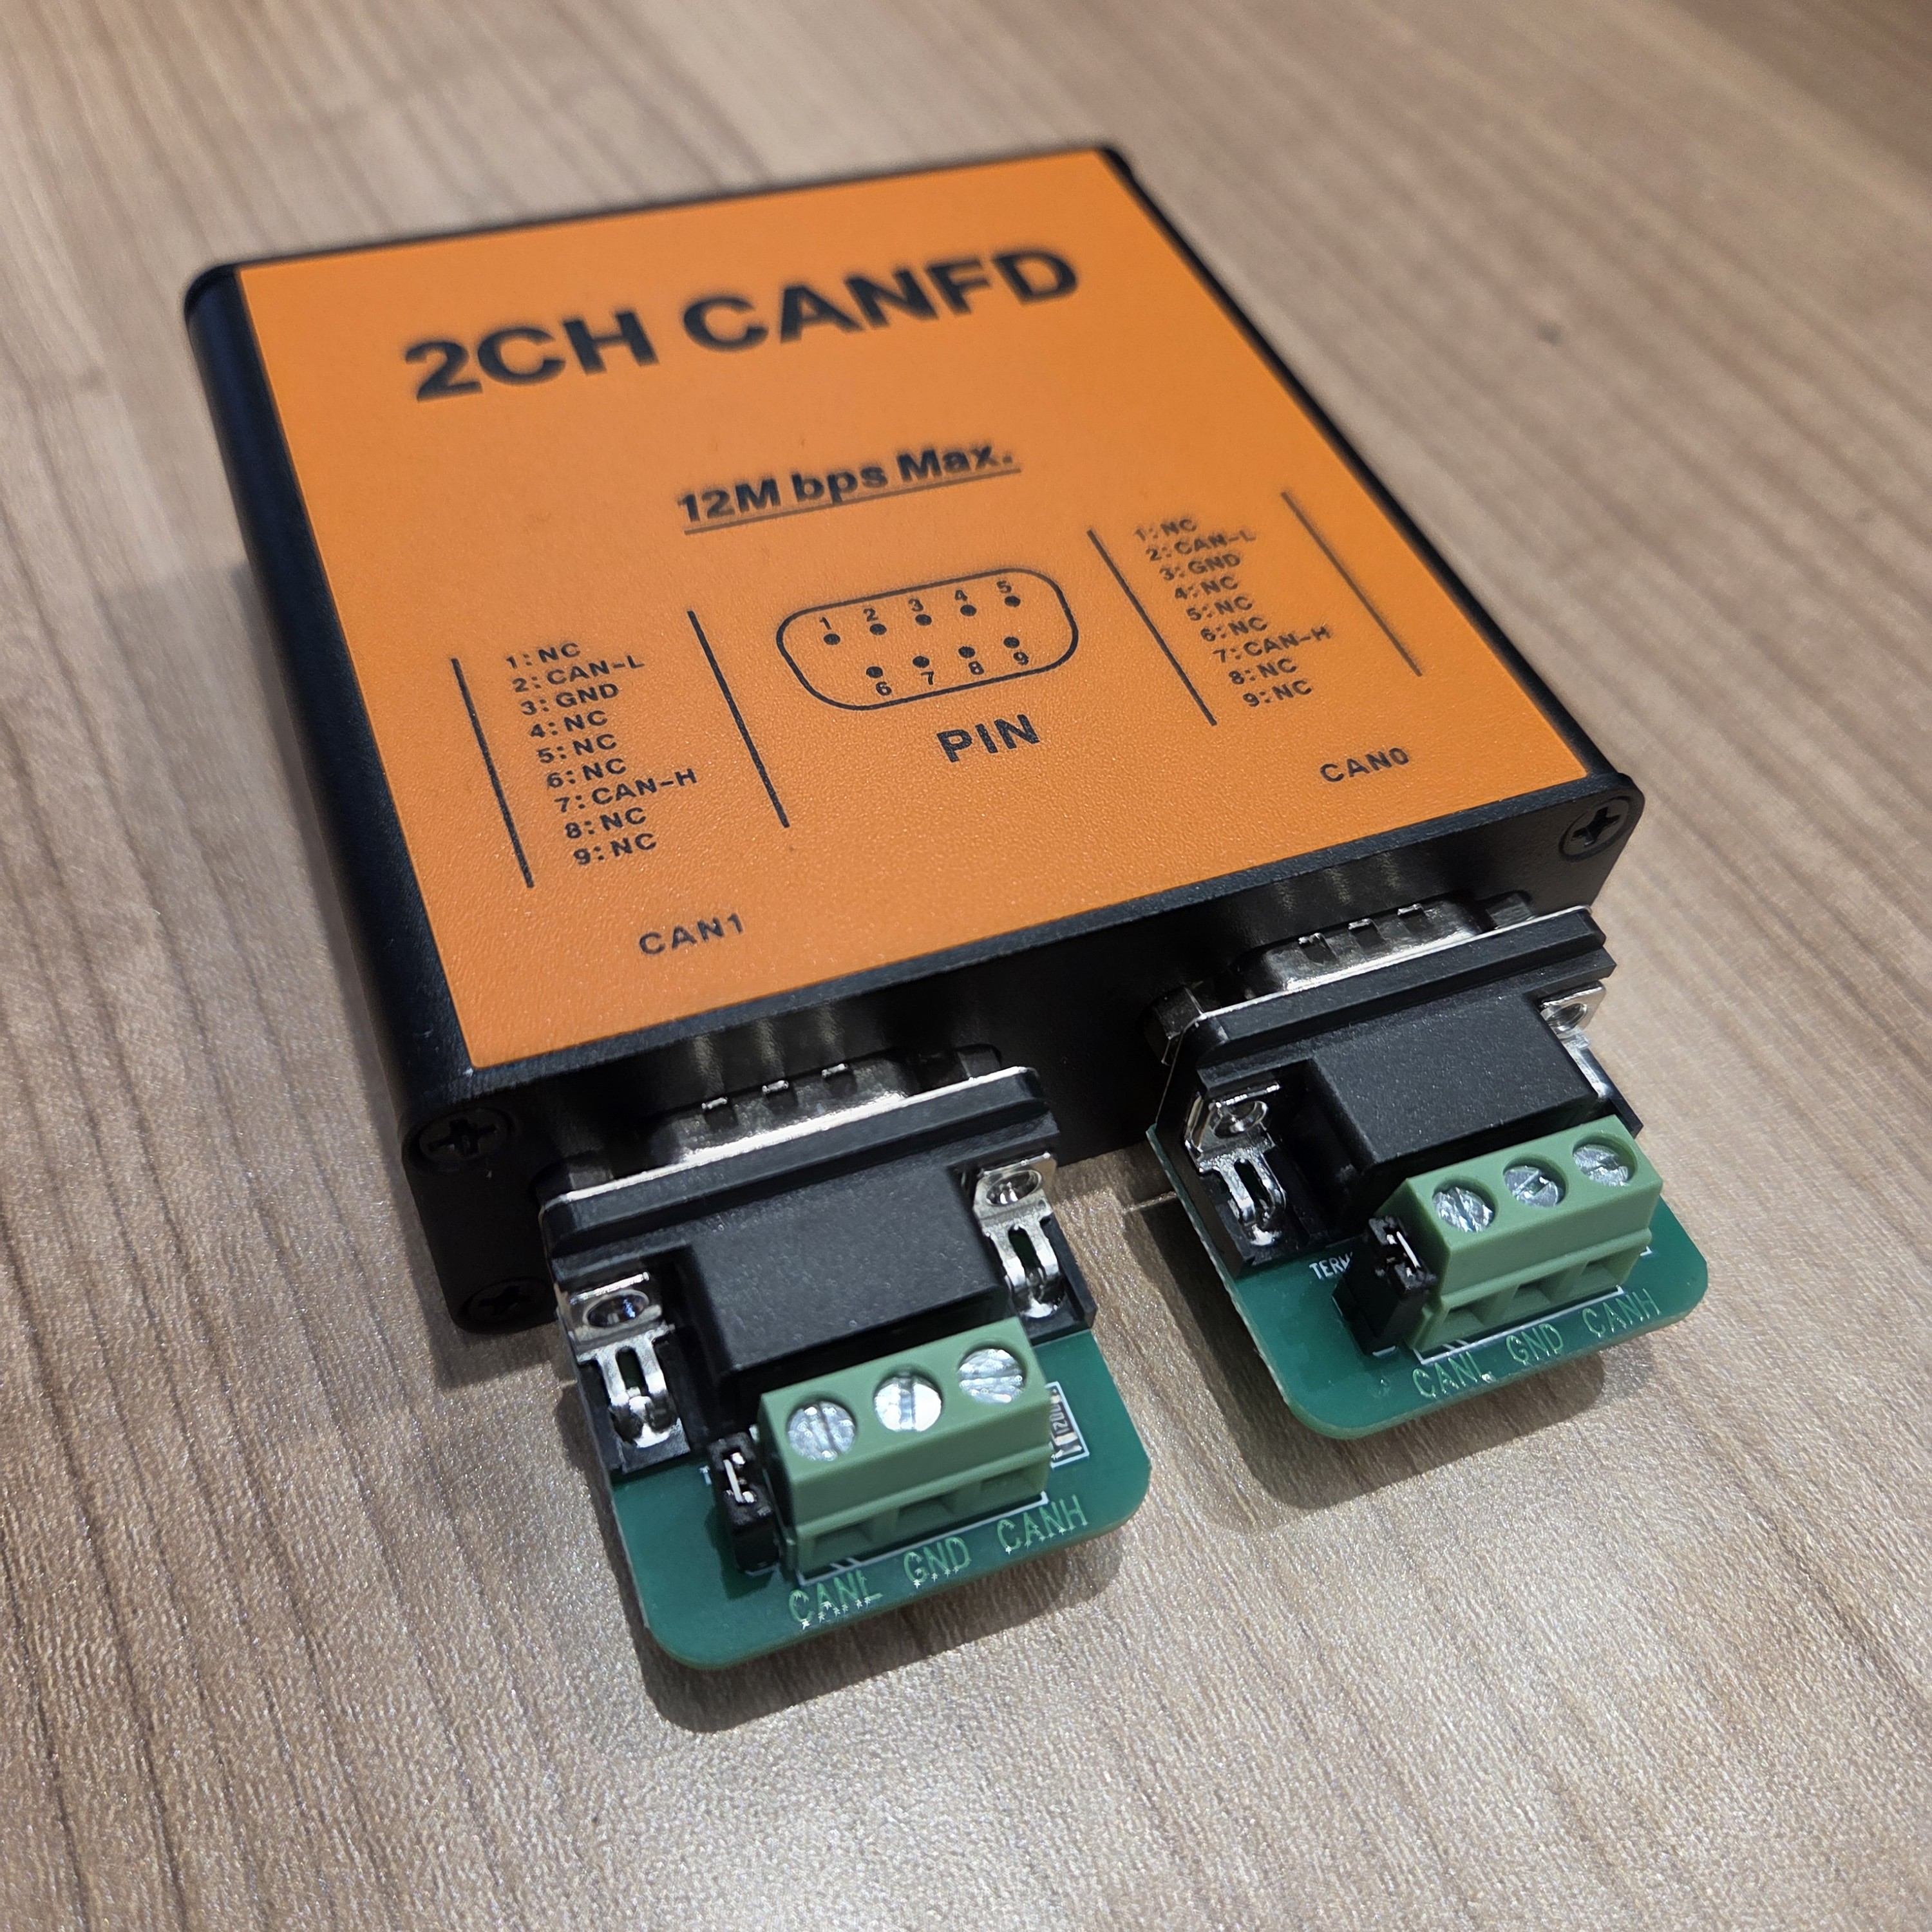 2CH CANFD
12M bps Max.
1:NC
2:CAN-L
3:GND
4:NC
5:NC
6:NC
7:CAN-H
8:NC
9:NC
CAN1
1 2 3 4 5
6 7 8 9
PIN
1:NC
2:CAN-L
3:GND
4:NC
5:NC
6:NC
7:CAN-H
8:NC
9:NC
CAN0
CANL GND CANH
CANL GND CANH